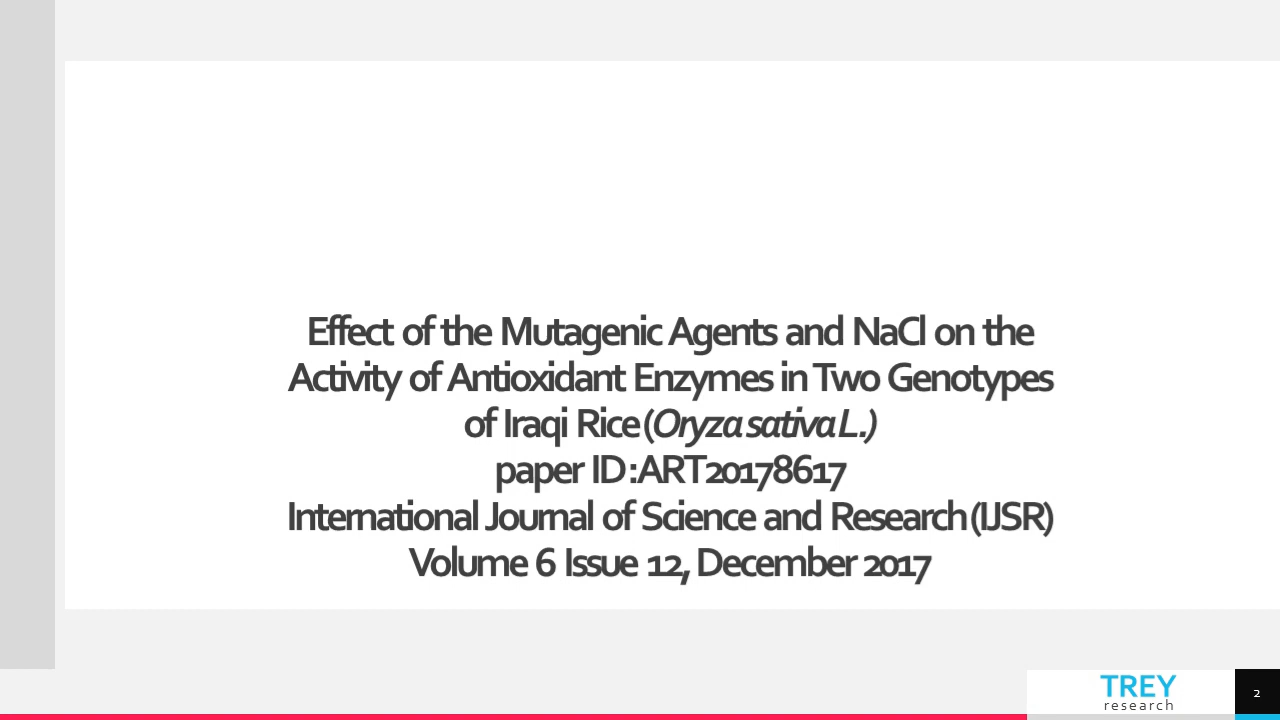 Effect of the Mutagenic Agents and NaCl on the
Activity of Antioxidant Enzymes in Two Genotypes
of Iraqi Rice (Oryza sativa L.)
paper ID :ART20178617
International Journal of Science and Research (IJSR)
Volume 6 Issue 12, December 2017
TREY
research
2